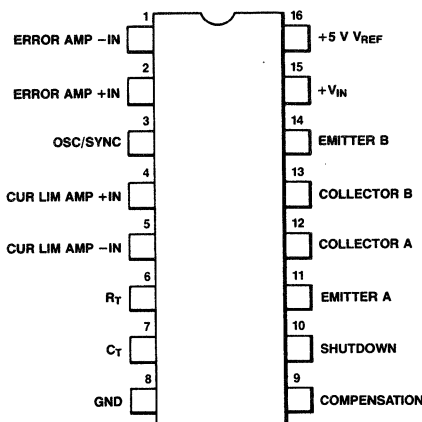 1
ERROR AMP –IN
2
ERROR AMP +IN
3
OSC/SYNC
4
CUR LIM AMP +IN
5
CUR LIM AMP –IN
6
RT
7
CT
8
GND
16
+5 V VREF
15
+VIN
14
EMITTER B
13
COLLECTOR B
12
COLLECTOR A
11
EMITTER A
10
SHUTDOWN
9
COMPENSATION